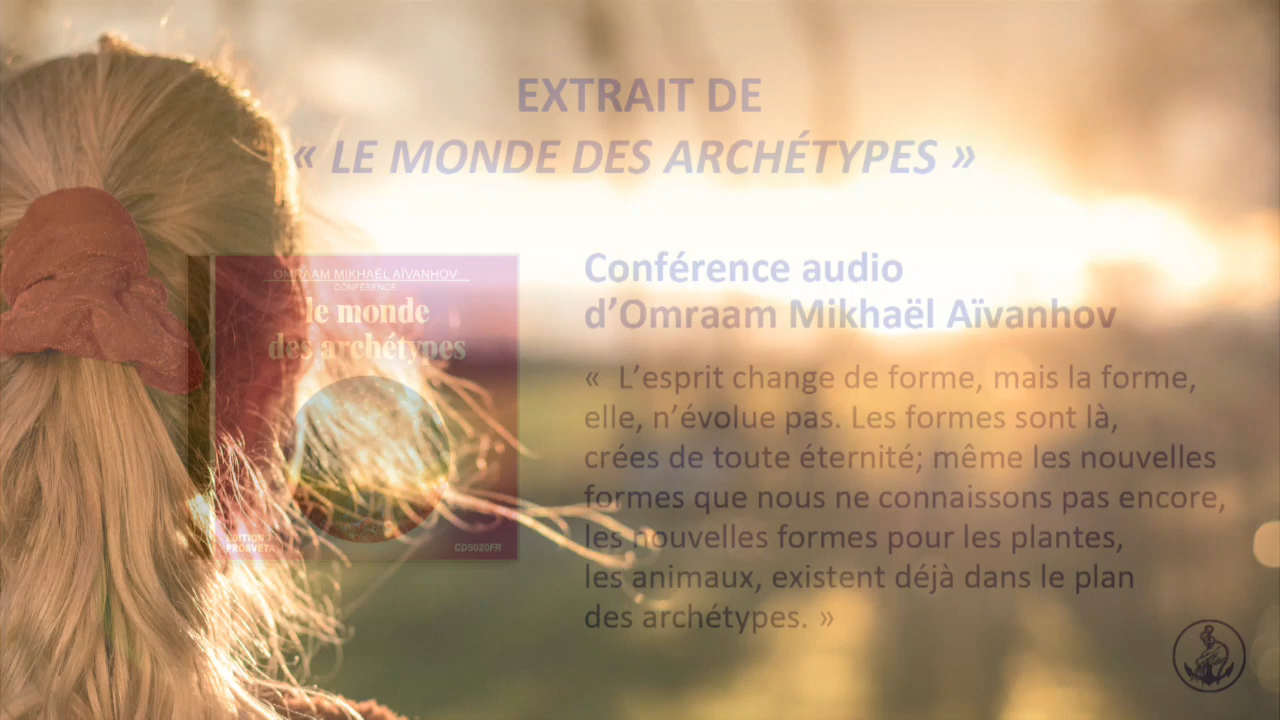 EXTRAIT DE
« LE MONDE DES ARCHÉTYPES »
OMRAAM MIKHAËL AÏVANHOV
CONFÉRENCE
le monde
des archétypes
EDITIONS
PROSVETA
CD5020FR
Conférence audio
d’Omraam Mikhaël Aïvanhov
« L’esprit change de forme, mais la forme,
elle, n’évolue pas. Les formes sont là,
crées de toute éternité; même les nouvelles
formes que nous ne connaissons pas encore,
les nouvelles formes pour les plantes,
les animaux, existent déjà dans le plan
des archétypes. »